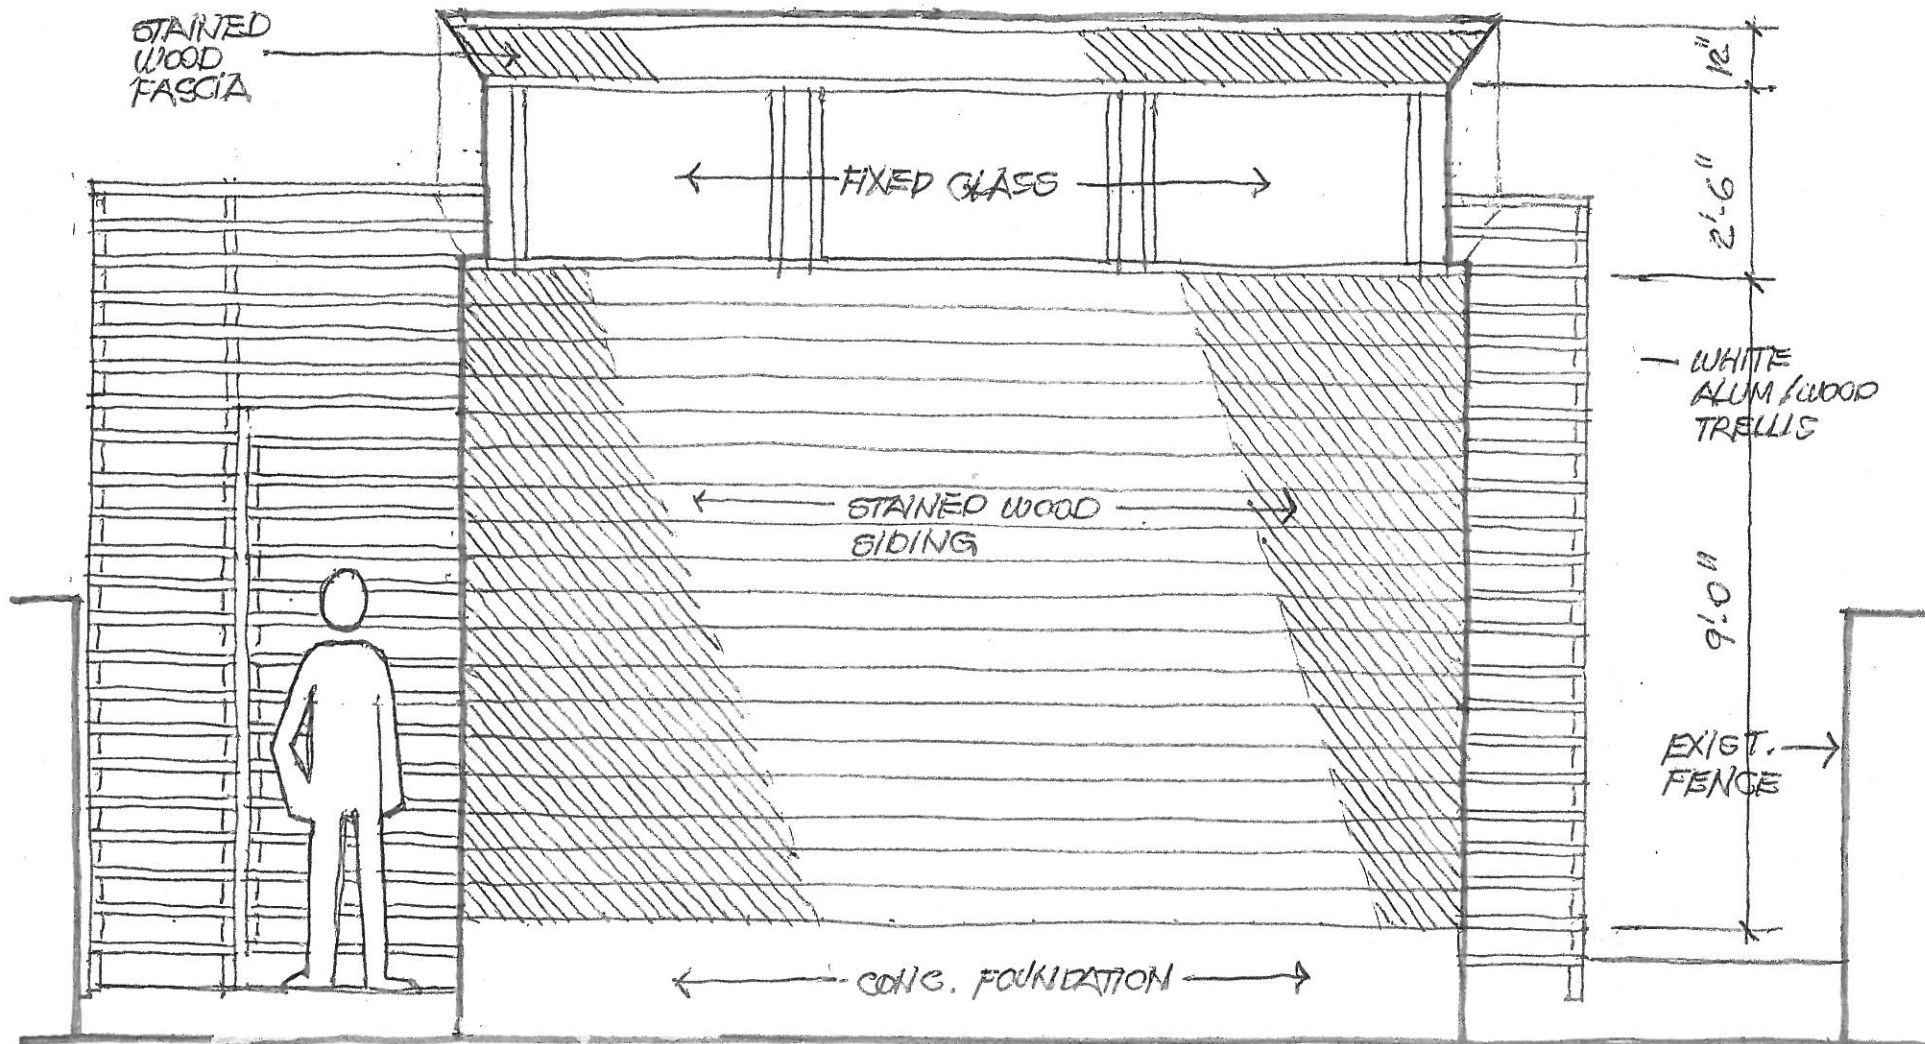 STAINED
WOOD
FASCIA
12"
FIXED GLASS
2'-6"
WHITE
ALUM/WOOD
TRELLIS
STAINED WOOD
SIDING
9'-0"
EXIST.
FENCE
CONC. FOUNDATION